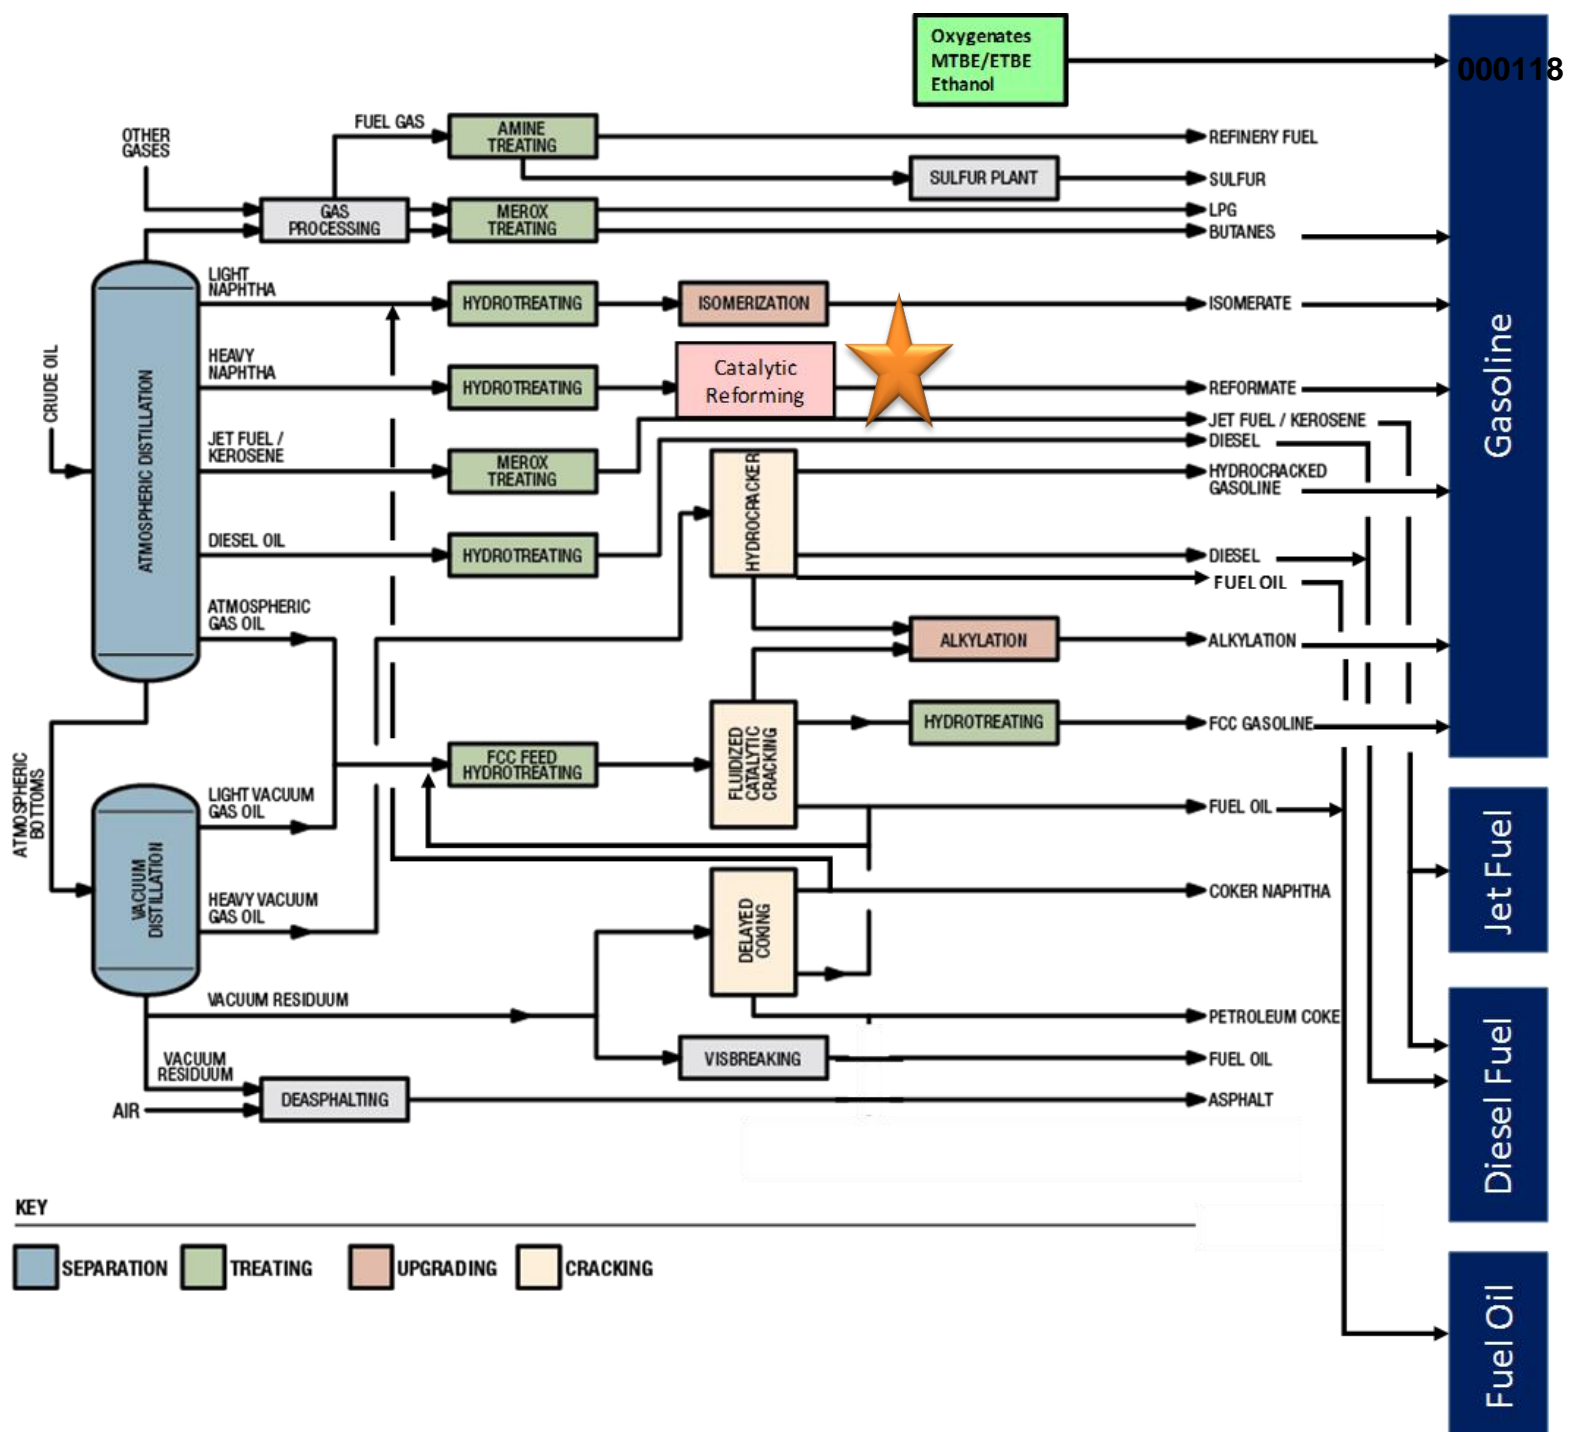 Oxygenates
MTBE/ETBE
Ethanol
000118
OTHER
GASES
FUEL GAS
AMINE
TREATING
REFINERY FUEL
SULFUR PLANT
SULFUR
GAS
PROCESSING
MEROX
TREATING
LPG
BUTANES
LIGHT
NAPHTHA
HYDROTREATING
ISOMERIZATION
ISOMERATE
HEAVY
NAPHTHA
HYDROTREATING
Catalytic
Reforming
REFORMATE
Gasoline
CRUDE OIL
ATMOSPHERIC DISTILLATION
JET FUEL /
KEROSENE
MEROX
TREATING
JET FUEL / KEROSENE
DIESEL
HYDROCRACKER
HYDROCRACKED
GASOLINE
DIESEL OIL
HYDROTREATING
DIESEL
FUEL OIL
ATMOSPHERIC
GAS OIL
ALKYLATION
ALKYLATION
FLUIDIZED
CATALYTIC
CRACKING
HYDROTREATING
FCC GASOLINE
FCC FEED
HYDROTREATING
ATMOSPHERIC
BOTTOMS
LIGHT VACUUM
GAS OIL
FUEL OIL
Jet Fuel
VACUUM
DISTILLATION
HEAVY VACUUM
GAS OIL
DELAYED
COKING
COKER NAPHTHA
VACUUM RESIDUUM
PETROLEUM COKE
VACUUM
RESIDUUM
VISBREAKING
FUEL OIL
AIR
DEASPHALTING
ASPHALT
Diesel Fuel
KEY
SEPARATION
TREATING
UPGRADING
CRACKING
Fuel Oil